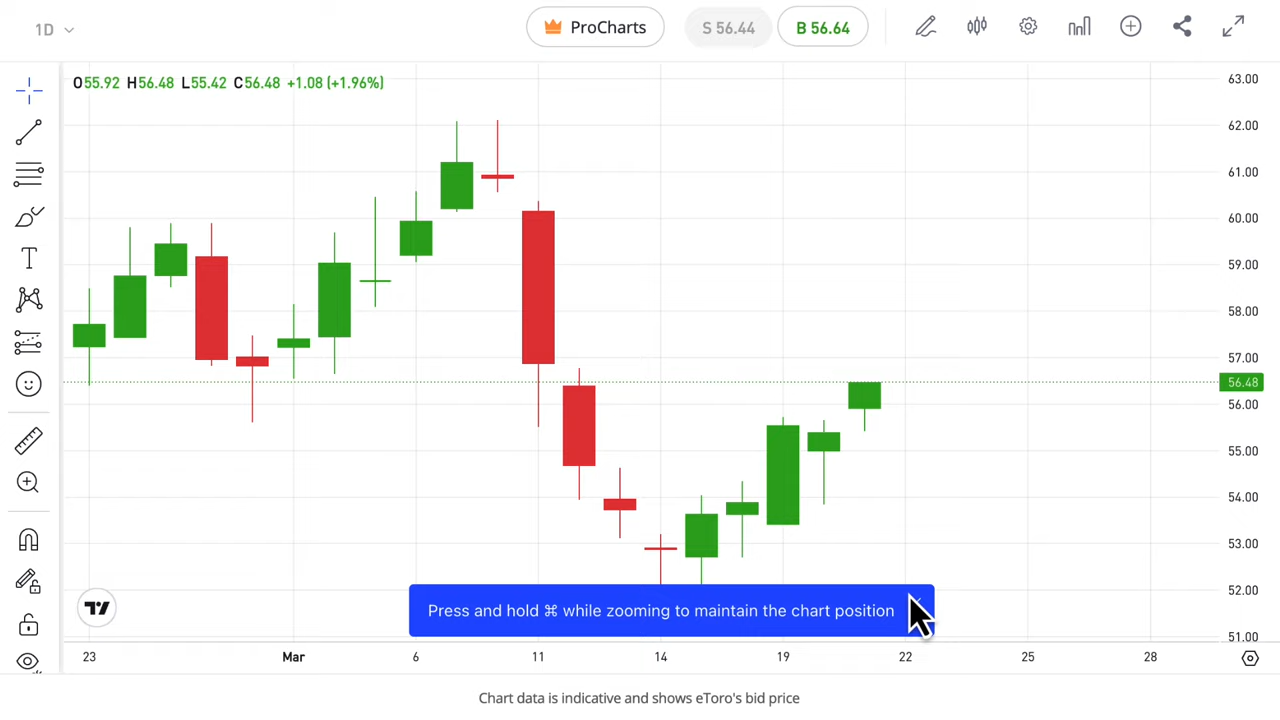 1D
ProCharts
S 56.44
B 56.64
O55.92 H56.48 L55.42 C56.48 +1.08 (+1.96%)
63.00
62.00
61.00
60.00
59.00
58.00
57.00
56.48
56.00
55.00
54.00
53.00
52.00
51.00
T
Press and hold ⌘ while zooming to maintain the chart position
23 Mar 6 11 14 19 22 25 28
Chart data is indicative and shows eToro's bid price